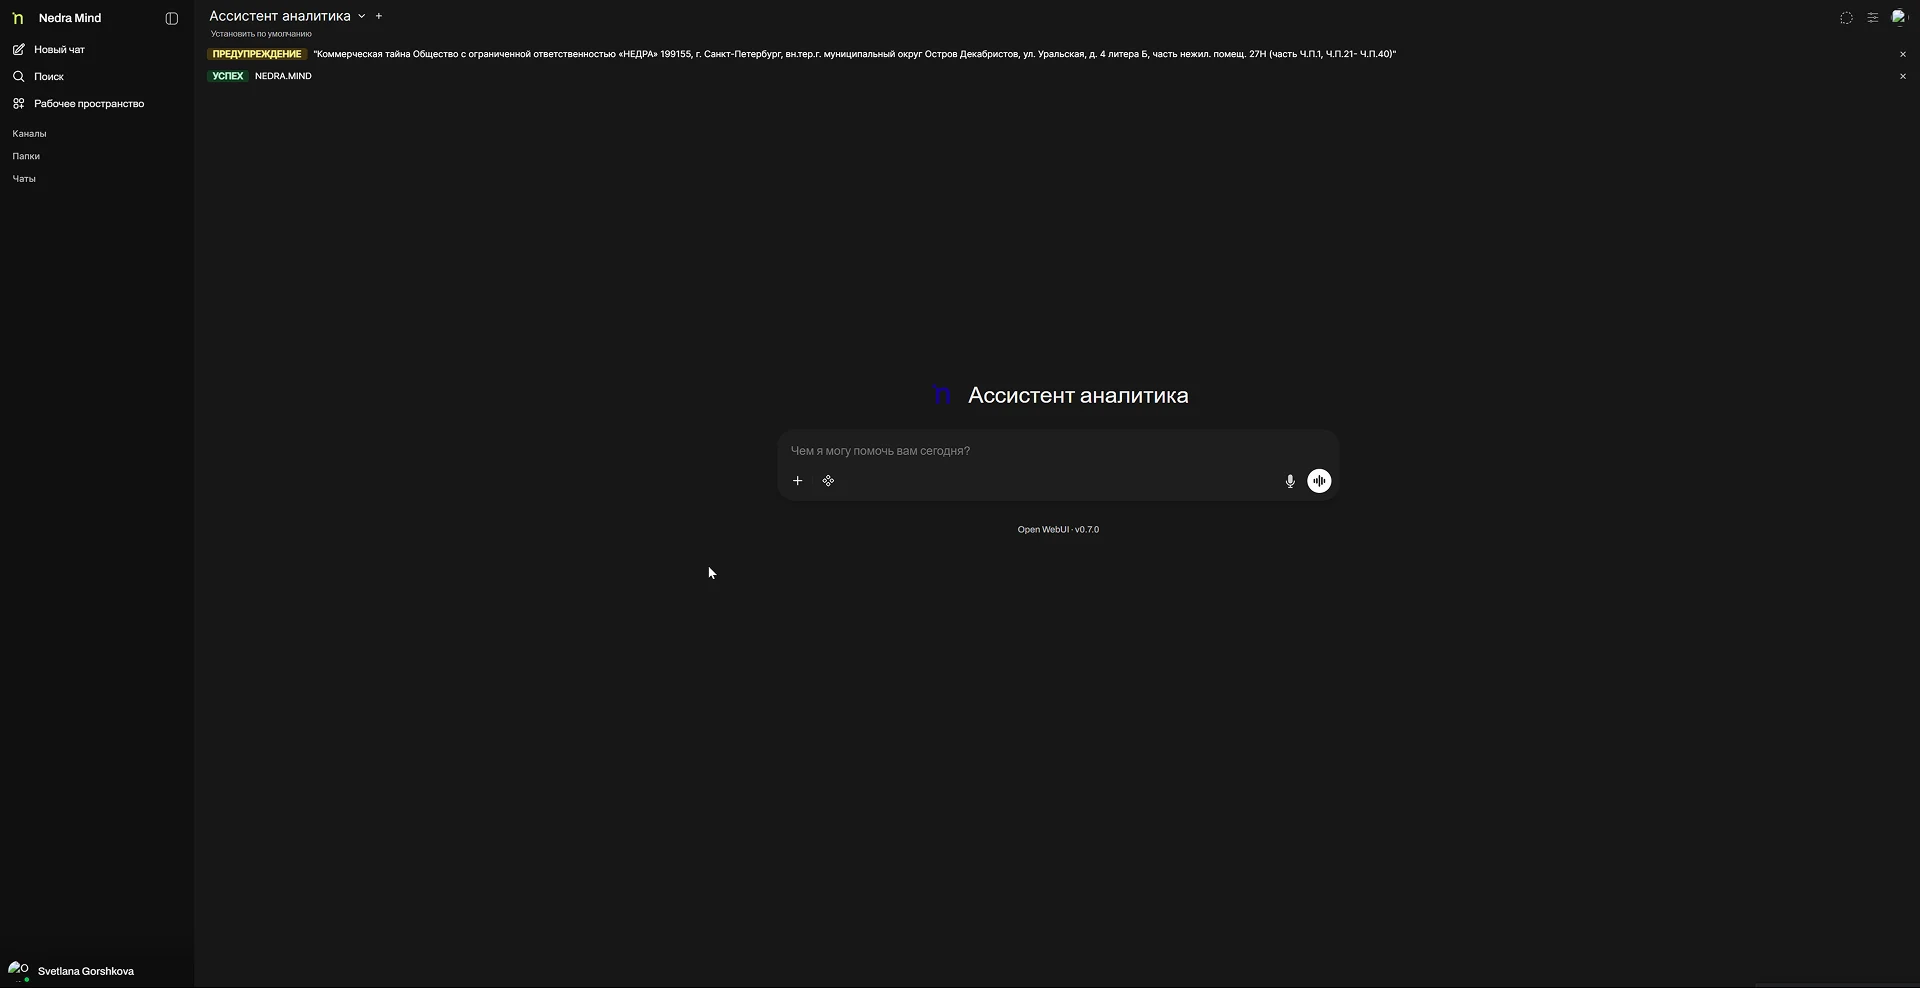 Nedra Mind
Новый чат
Поиск
Рабочее пространство
Каналы
Папки
Чаты
Svetlana Gorshkova
Ассистент аналитика
Установить по умолчанию
ПРЕДУПРЕЖДЕНИЕ "Коммерческая тайна Общество с ограниченной ответственностью «НЕДРА» 199155, г. Санкт-Петербург, вн.тер.г. муниципальный округ Остров Декабристов, ул. Уральская, д. 4 литера Б, часть нежил. помещ. 27Н (часть Ч.П.1, Ч.П.21- Ч.П.40)"
УСПЕХ NEDRA.MIND
Ассистент аналитика
Чем я могу помочь вам сегодня?
Open WebUI · v0.7.0